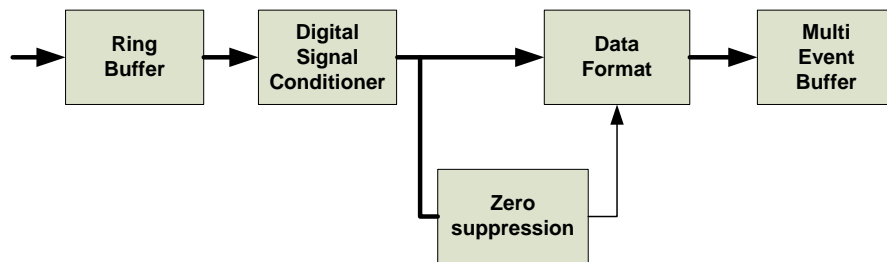 Ring
Buffer
Digital
Signal
Conditioner
Data
Format
Multi
Event
Buffer
Zero
suppression